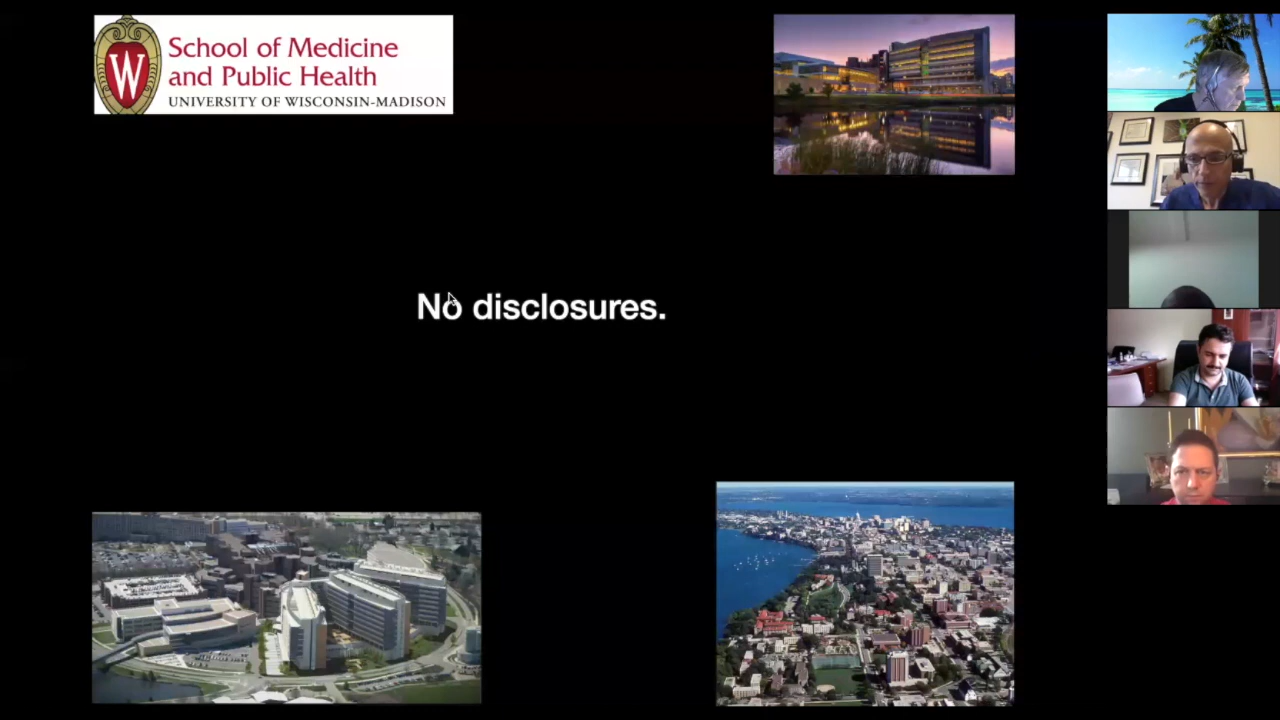 W
School of Medicine
and Public Health
UNIVERSITY OF WISCONSIN-MADISON
No disclosures.